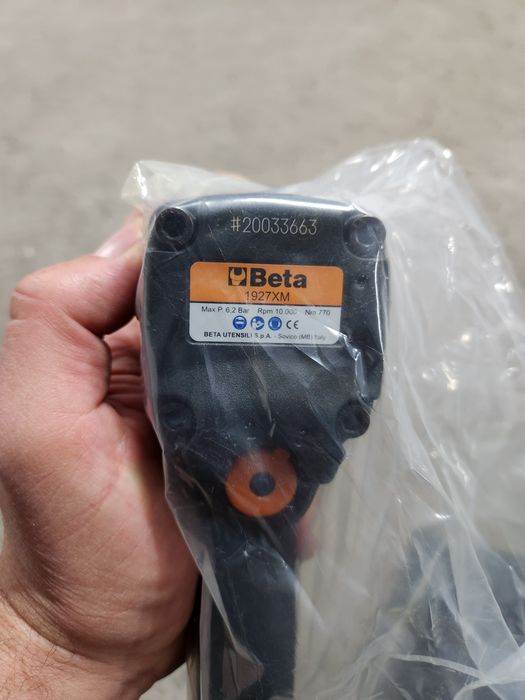 #20033663
Beta
1927XM
Max P. 6,2 Bar Rpm 10.000 Nm 770
CE
BETA UTENSILI S.p.A. - Sovico (MB) Italy